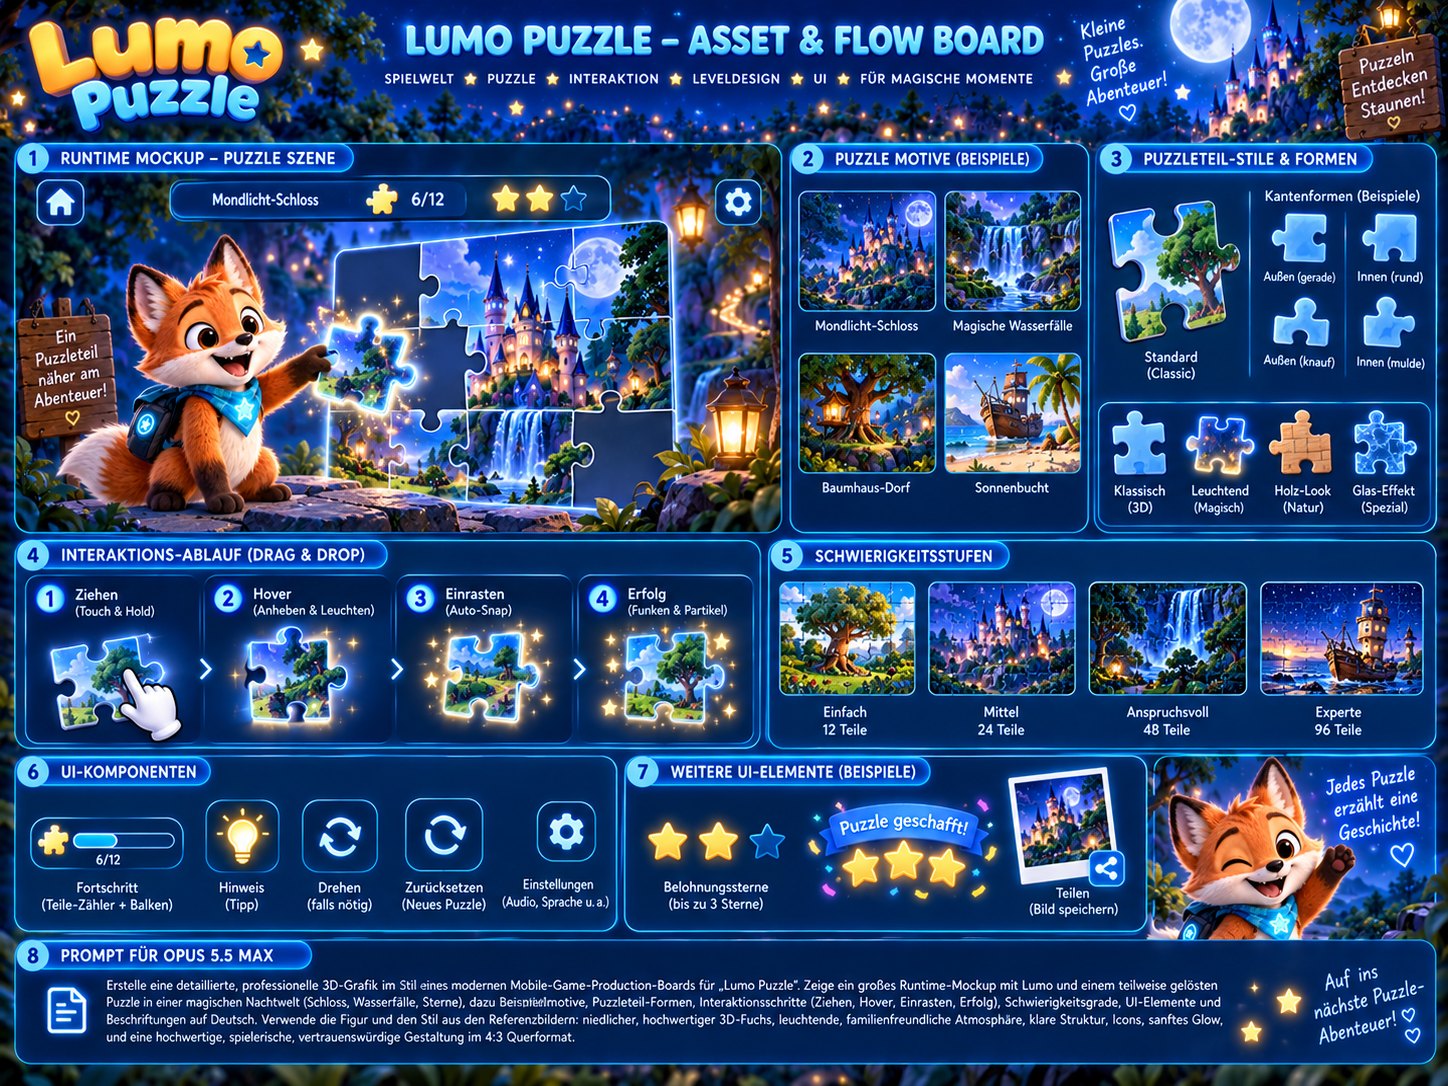 Lumo Puzzle
LUMO PUZZLE – ASSET & FLOW BOARD
SPIELWELT ★ PUZZLE ★ INTERAKTION ★ LEVELDESIGN ★ UI ★ FÜR MAGISCHE MOMENTE
Kleine
Puzzles.
Große
Abenteuer!
Puzzeln
Entdecken
Staunen!
1 RUNTIME MOCKUP – PUZZLE SZENE
Mondlicht-Schloss 6/12
Ein
Puzzleteil
näher am
Abenteuer!
2 PUZZLE MOTIVE (BEISPIELE)
Mondlicht-Schloss
Magische Wasserfälle
Baumhaus-Dorf
Sonnenbucht
3 PUZZLETEIL-STILE & FORMEN
Standard
(Classic)
Kantenformen (Beispiele)
Außen (gerade)
Innen (rund)
Außen (knauf)
Innen (mulde)
Klassisch
(3D)
Leuchtend
(Magisch)
Holz-Look
(Natur)
Glas-Effekt
(Spezial)
4 INTERAKTIONS-ABLAUF (DRAG & DROP)
1 Ziehen
(Touch & Hold)
2 Hover
(Anheben & Leuchten)
3 Einrasten
(Auto-Snap)
4 Erfolg
(Funken & Partikel)
5 SCHWIERIGKEITSSTUFEN
Einfach
12 Teile
Mittel
24 Teile
Anspruchsvoll
48 Teile
Experte
96 Teile
6 UI-KOMPONENTEN
6/12
Fortschritt
(Teile-Zähler + Balken)
Hinweis
(Tipp)
Drehen
(falls nötig)
Zurücksetzen
(Neues Puzzle)
Einstellungen
(Audio, Sprache u. a.)
7 WEITERE UI-ELEMENTE (BEISPIELE)
Belohnungssterne
(bis zu 3 Sterne)
Puzzle geschafft!
Teilen
(Bild speichern)
Jedes Puzzle
erzählt eine
Geschichte!
8 PROMPT FÜR OPUS 5.5 MAX
Erstelle eine detaillierte, professionelle 3D-Grafik im Stil eines modernen Mobile-Game-Production-Boards für „Lumo Puzzle". Zeige ein großes Runtime-Mockup mit Lumo und einem teilweise gelösten
Puzzle in einer magischen Nachtwelt (Schloss, Wasserfälle, Sterne), dazu Beispielmotive, Puzzleteil-Formen, Interaktionsschritte (Ziehen, Hover, Einrasten, Erfolg), Schwierigkeitsgrade, UI-Elemente und
Beschriftungen auf Deutsch. Verwende die Figur und den Stil aus den Referenzbildern: niedlicher, hochwertiger 3D-Fuchs, leuchtende, familienfreundliche Atmosphäre, klare Struktur, Icons, sanftes Glow,
und eine hochwertige, spielerische, vertrauenswürdige Gestaltung im 4:3 Querformat.
Auf ins
nächste Puzzle-
Abenteuer!